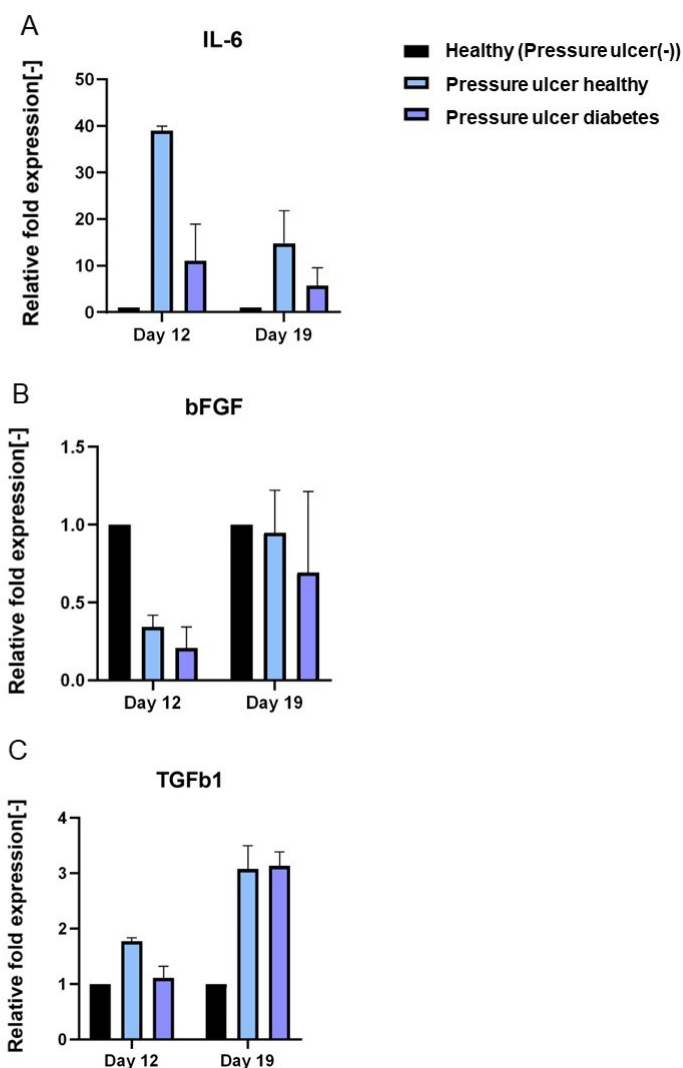 A
IL-6
Relative fold expression[-]
50
40
30
20
10
0
Day 12 Day 19
Healthy (Pressure ulcer(-))
Pressure ulcer healthy
Pressure ulcer diabetes
B
bFGF
Relative fold expression[-]
1.5
1.0
0.5
0.0
Day 12 Day 19
C
TGFb1
Relative fold expression[-]
4
3
2
1
0
Day 12 Day 19